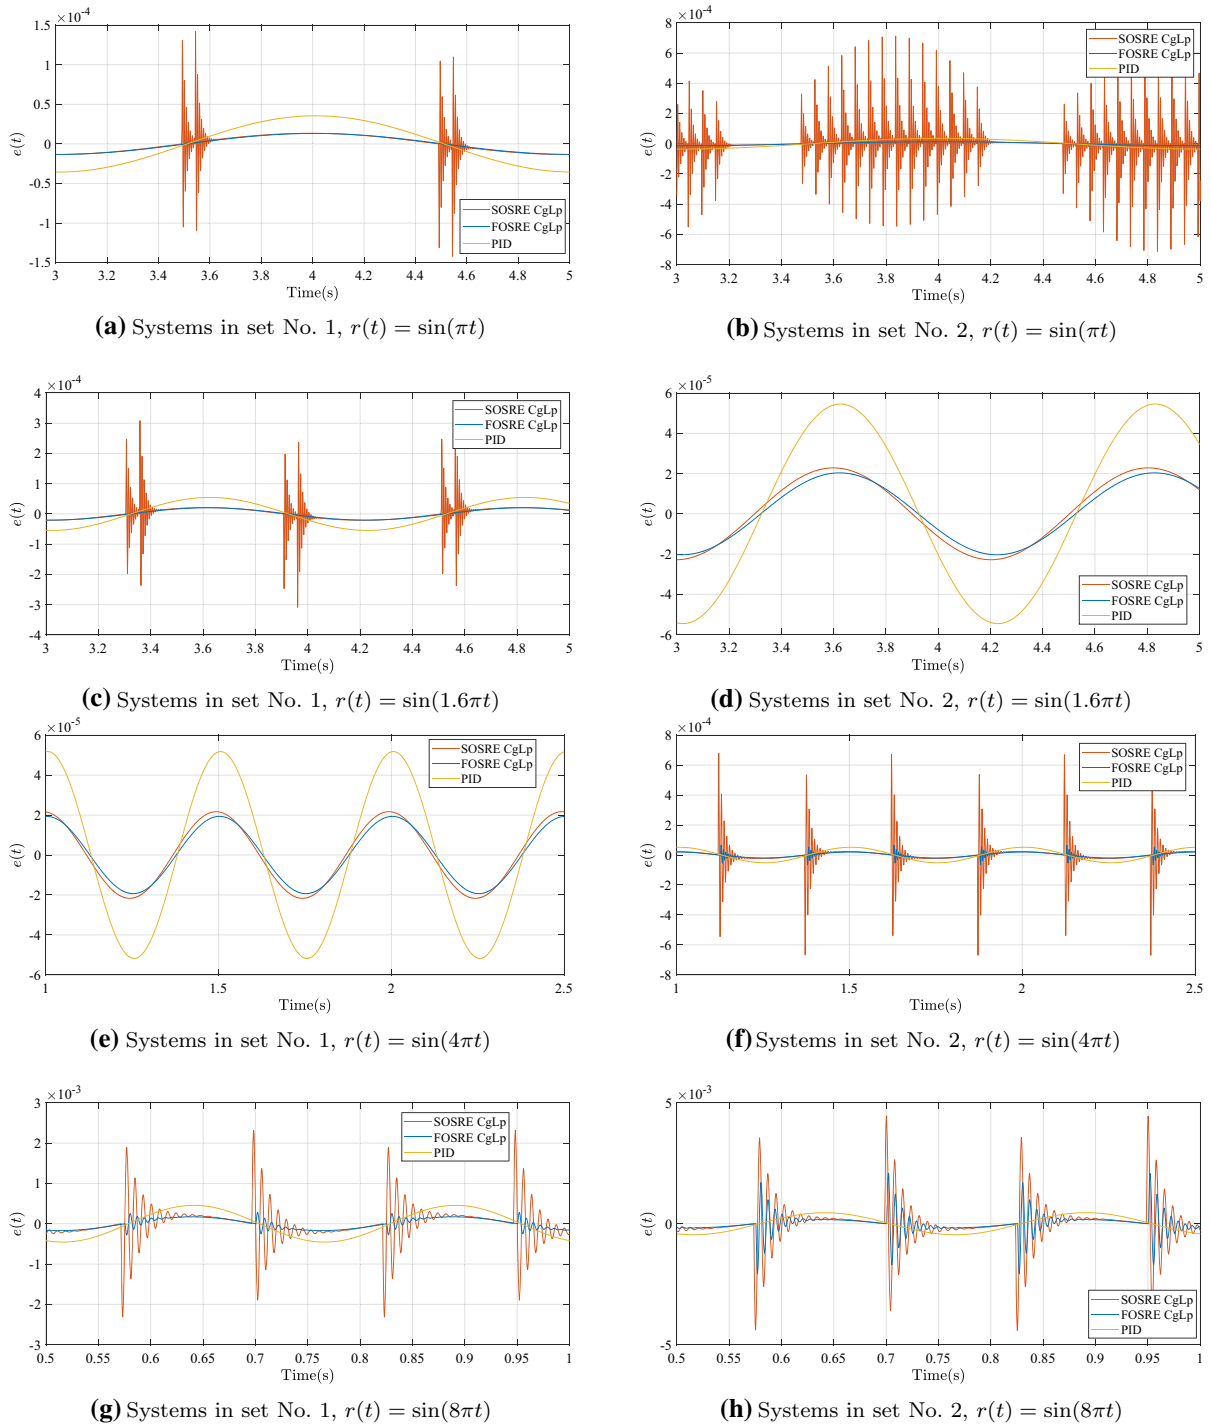 ×10⁻⁴
1.5
1
0.5
0
-0.5
-1
-1.5
e(t)
SOSRE CgLp
FOSRE CgLp
PID
3 3.2 3.4 3.6 3.8 4 4.2 4.4 4.6 4.8 5
Time(s)
(a) Systems in set No. 1, r(t) = sin(πt)
×10⁻⁴
8
6
4
2
0
-2
-4
-6
-8
e(t)
SOSRE CgLp
FOSRE CgLp
PID
3 3.2 3.4 3.6 3.8 4 4.2 4.4 4.6 4.8 5
Time(s)
(b) Systems in set No. 2, r(t) = sin(πt)
×10⁻⁴
4
3
2
1
0
-1
-2
-3
-4
e(t)
SOSRE CgLp
FOSRE CgLp
PID
3 3.2 3.4 3.6 3.8 4 4.2 4.4 4.6 4.8 5
Time(s)
(c) Systems in set No. 1, r(t) = sin(1.6πt)
×10⁻⁵
6
4
2
0
-2
-4
-6
e(t)
SOSRE CgLp
FOSRE CgLp
PID
3 3.2 3.4 3.6 3.8 4 4.2 4.4 4.6 4.8 5
Time(s)
(d) Systems in set No. 2, r(t) = sin(1.6πt)
×10⁻⁵
6
4
2
0
-2
-4
-6
e(t)
SOSRE CgLp
FOSRE CgLp
PID
1 1.5 2 2.5
Time(s)
(e) Systems in set No. 1, r(t) = sin(4πt)
×10⁻⁴
8
6
4
2
0
-2
-4
-6
-8
e(t)
SOSRE CgLp
FOSRE CgLp
PID
1 1.5 2 2.5
Time(s)
(f) Systems in set No. 2, r(t) = sin(4πt)
×10⁻³
3
2
1
0
-1
-2
-3
e(t)
SOSRE CgLp
FOSRE CgLp
PID
0.5 0.55 0.6 0.65 0.7 0.75 0.8 0.85 0.9 0.95 1
Time(s)
(g) Systems in set No. 1, r(t) = sin(8πt)
×10⁻³
5
0
-5
e(t)
SOSRE CgLp
FOSRE CgLp
PID
0.5 0.55 0.6 0.65 0.7 0.75 0.8 0.85 0.9 0.95 1
Time(s)
(h) Systems in set No. 2, r(t) = sin(8πt)